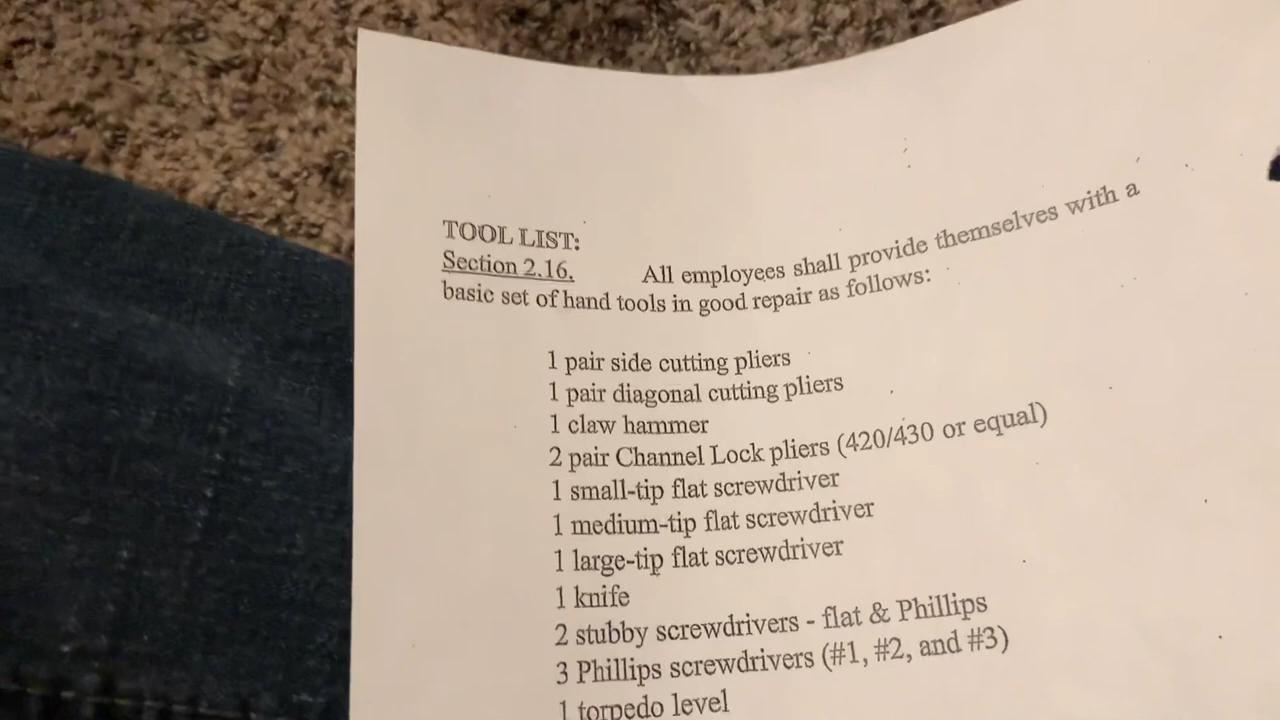 TOOL LIST:
Section 2.16. All employees shall provide themselves with a
basic set of hand tools in good repair as follows:
1 pair side cutting pliers
1 pair diagonal cutting pliers
1 claw hammer
2 pair Channel Lock pliers (420/430 or equal)
1 small-tip flat screwdriver
1 medium-tip flat screwdriver
1 large-tip flat screwdriver
1 knife
2 stubby screwdrivers - flat & Phillips
3 Phillips screwdrivers (#1, #2, and #3)
1 torpedo level